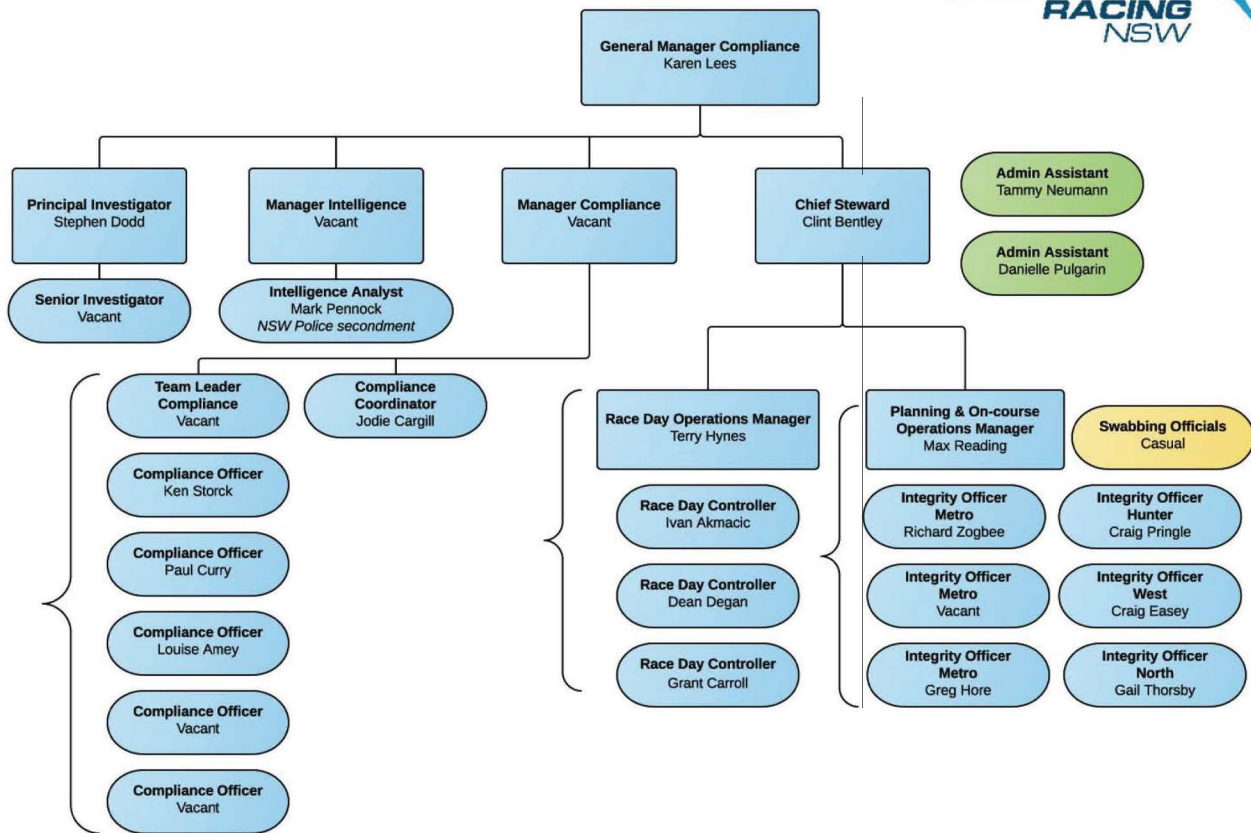 RACING
NSW
General Manager Compliance
Karen Lees
Principal Investigator
Stephen Dodd
Manager Intelligence
Vacant
Manager Compliance
Vacant
Chief Steward
Clint Bentley
Admin Assistant
Tammy Neumann
Admin Assistant
Danielle Pulgarin
Senior Investigator
Vacant
Intelligence Analyst
Mark Pennock
NSW Police secondment
Team Leader
Compliance
Vacant
Compliance
Coordinator
Jodie Cargill
Compliance Officer
Ken Storck
Compliance Officer
Paul Curry
Compliance Officer
Louise Amey
Compliance Officer
Vacant
Compliance Officer
Vacant
Race Day Operations Manager
Terry Hynes
Race Day Controller
Ivan Akmacic
Race Day Controller
Dean Degan
Race Day Controller
Grant Carroll
Planning & On-course
Operations Manager
Max Reading
Swabbing Officials
Casual
Integrity Officer
Metro
Richard Zogbee
Integrity Officer
Hunter
Craig Pringle
Integrity Officer
Metro
Vacant
Integrity Officer
West
Craig Easey
Integrity Officer
Metro
Greg Hore
Integrity Officer
North
Gail Thorsby